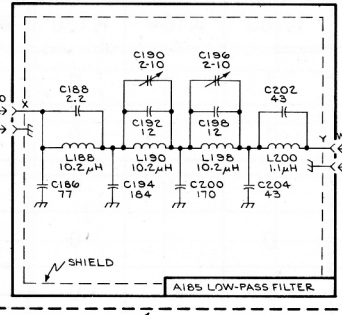 C190
2-10
C196
2-10
C188
2.2
C202
43
C192
12
C198
12
X
Y
L188
10.2µH
L190
10.2µH
L198
10.2µH
L200
1.1µH
C186
77
C194
184
C200
170
C204
43
SHIELD
A185 LOW-PASS FILTER